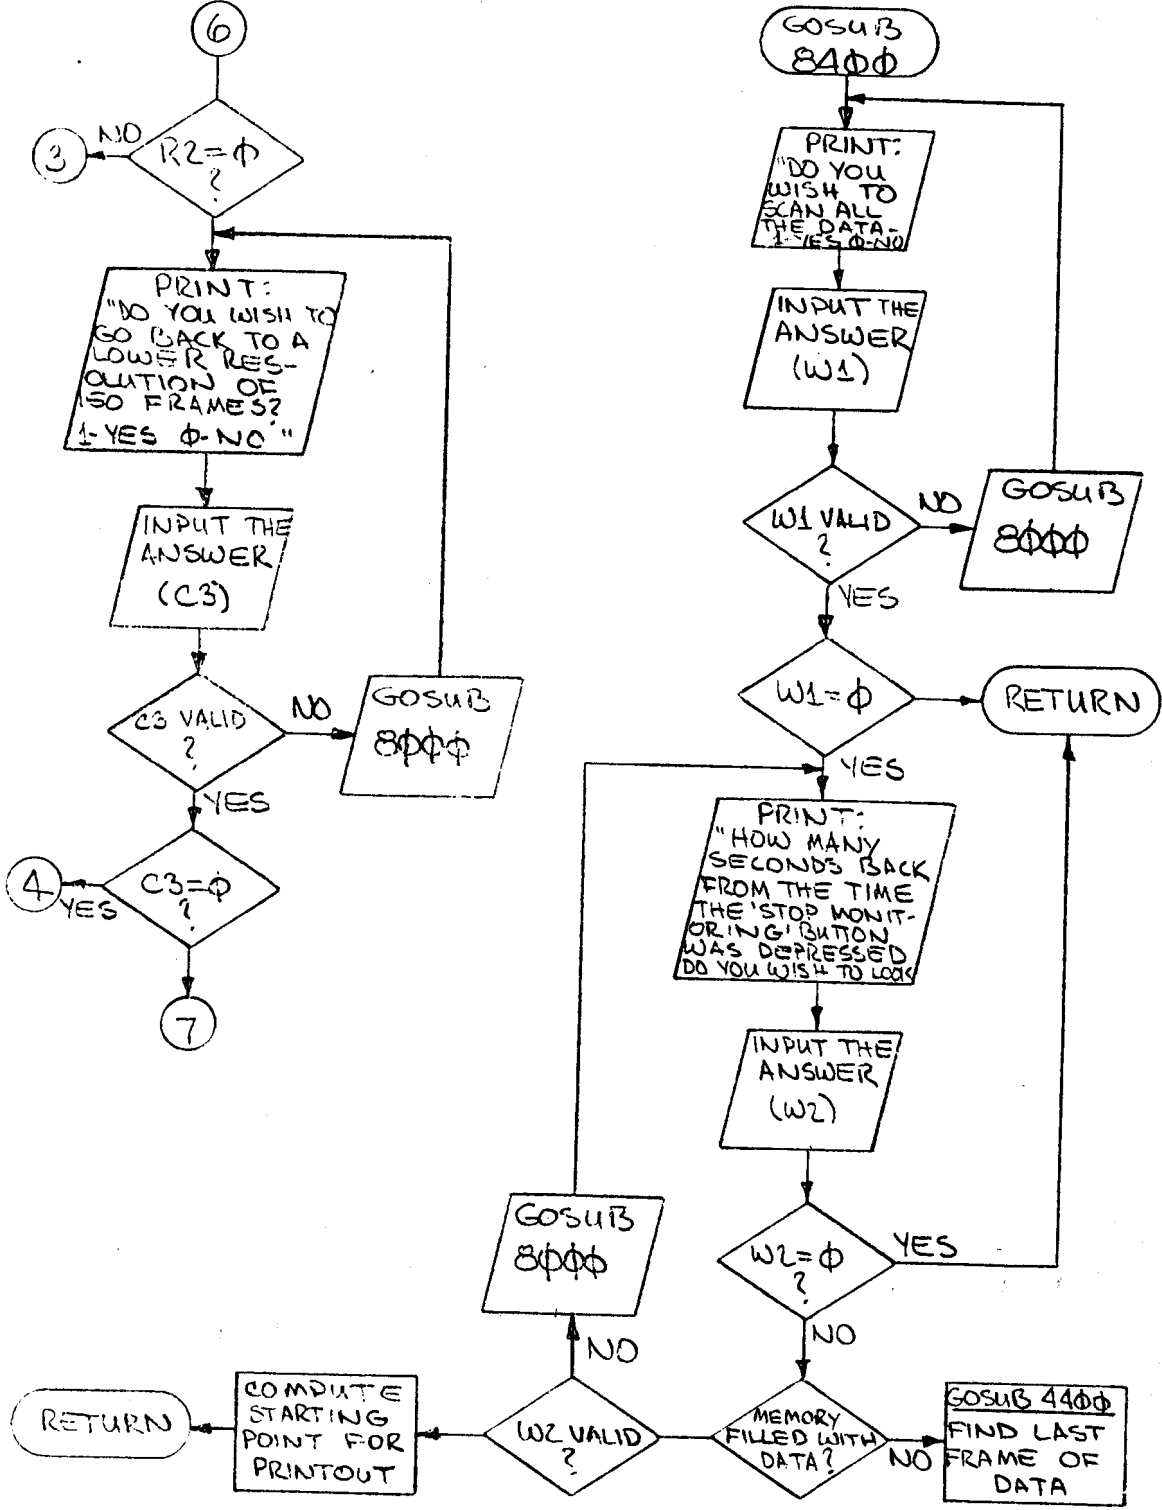 6
NO
3
R2=ϕ
?
PRINT:
"DO YOU WISH TO
GO BACK TO A
LOWER RES-
OLUTION OF
150 FRAMES?
1-YES ϕ-NO"
INPUT THE
ANSWER
(C3)
C3 VALID
?
NO
GOSUB
8ϕϕϕ
YES
C3=ϕ
?
4
YES
7
GOSUB
84ϕϕ
PRINT:
"DO YOU
WISH TO
SCAN ALL
THE DATA-
1-YES ϕ-NO
INPUT THE
ANSWER
(W1)
W1 VALID
?
NO
GOSUB
8ϕϕϕ
YES
W1=ϕ
RETURN
YES
PRINT:
"HOW MANY
SECONDS BACK
FROM THE TIME
THE 'STOP MONIT-
ORING' BUTTON
WAS DEPRESSED
DO YOU WISH TO LOOK
INPUT THE
ANSWER
(W2)
W2=ϕ
?
YES
NO
MEMORY
FILLED WITH
DATA?
NO
GOSUB 44ϕϕ
FIND LAST
FRAME OF
DATA
W2 VALID
?
NO
GOSUB
8ϕϕϕ
COMPUTE
STARTING
POINT FOR
PRINTOUT
RETURN